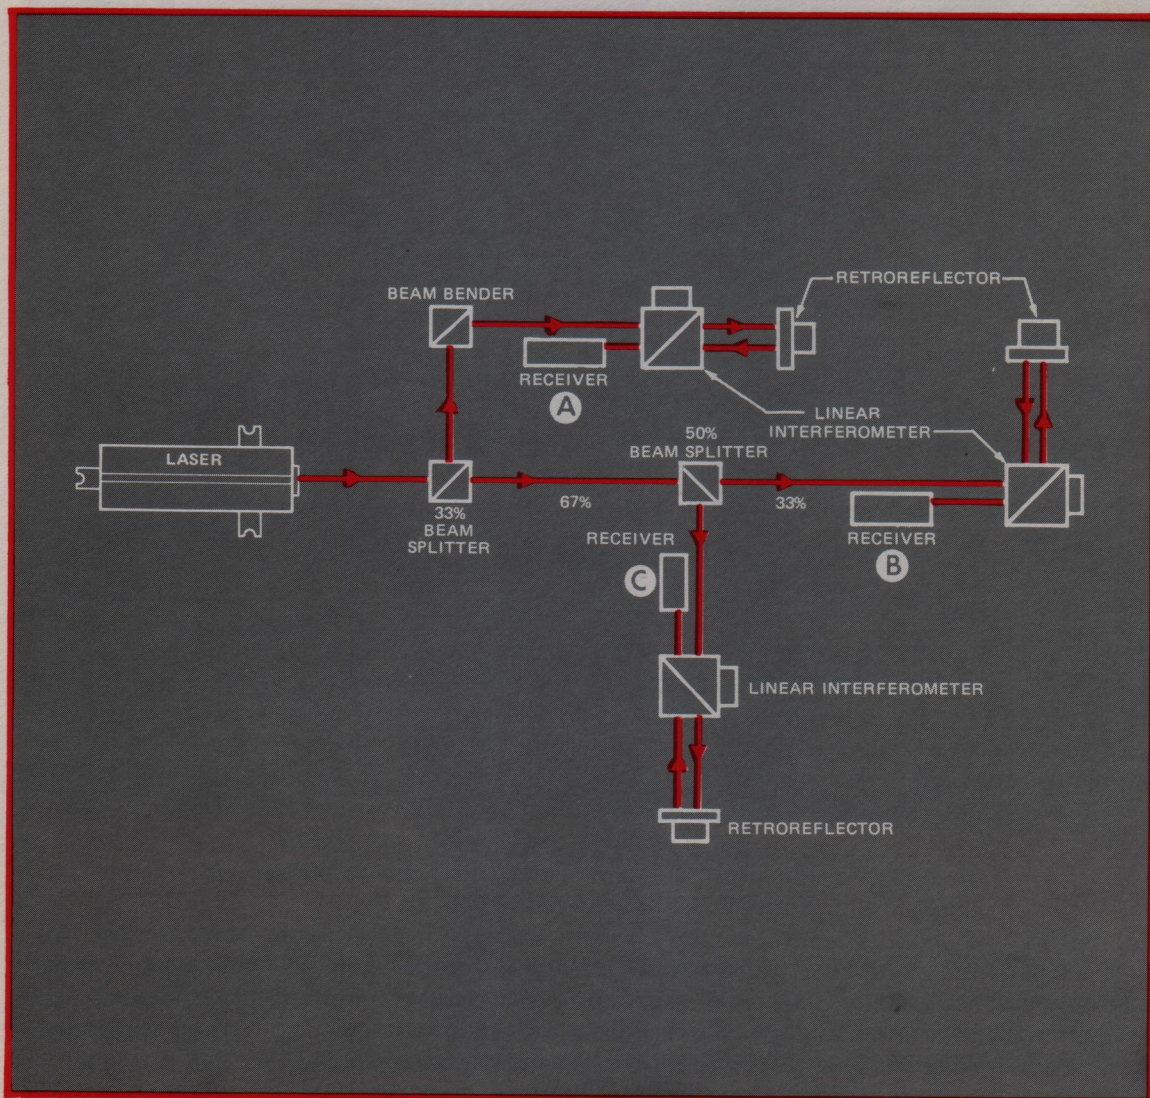 BEAM BENDER
RETROREFLECTOR
RECEIVER
A
LINEAR
INTERFEROMETER
50%
BEAM SPLITTER
LASER
33%
BEAM
SPLITTER
67%
33%
RECEIVER
B
RECEIVER
C
LINEAR INTERFEROMETER
RETROREFLECTOR